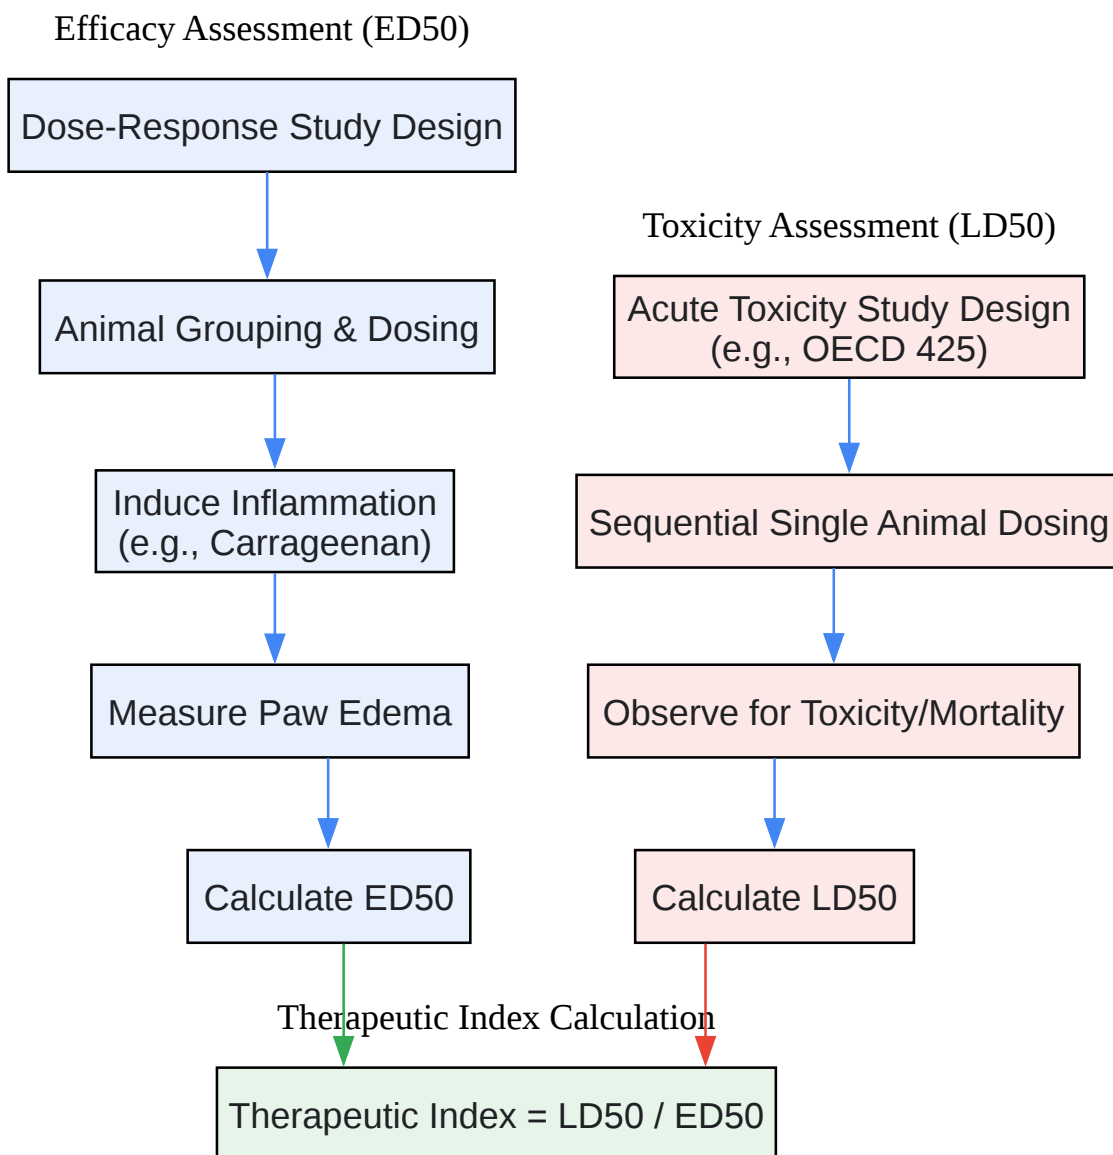 Efficacy Assessment (ED50)
Dose-Response Study Design
Animal Grouping & Dosing
Induce Inflammation
(e.g., Carrageenan)
Measure Paw Edema
Calculate ED50
Toxicity Assessment (LD50)
Acute Toxicity Study Design
(e.g., OECD 425)
Sequential Single Animal Dosing
Observe for Toxicity/Mortality
Calculate LD50
Therapeutic Index Calculation
Therapeutic Index = LD50 / ED50